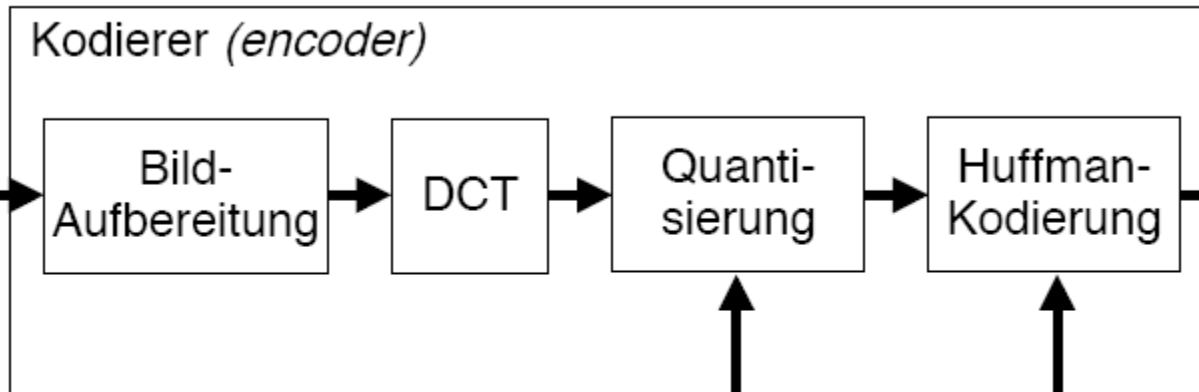 Kodierer (encoder)
Bild-
Aufbereitung
DCT
Quanti-
sierung
Huffman-
Kodierung